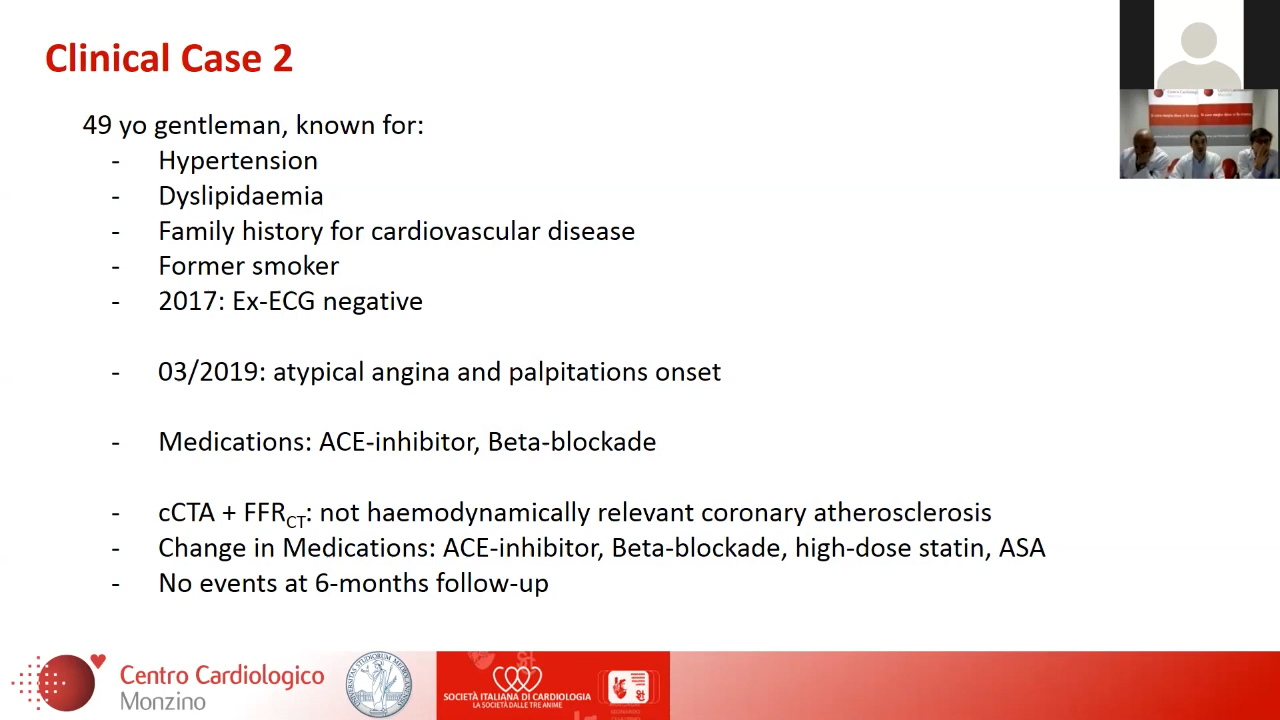 Clinical Case 2
49 yo gentleman, known for:
- Hypertension
- Dyslipidaemia
- Family history for cardiovascular disease
- Former smoker
- 2017: Ex-ECG negative
- 03/2019: atypical angina and palpitations onset
- Medications: ACE-inhibitor, Beta-blockade
- cCTA + FFRCT: not haemodynamically relevant coronary atherosclerosis
- Change in Medications: ACE-inhibitor, Beta-blockade, high-dose statin, ASA
- No events at 6-months follow-up
Centro Cardiologico
Monzino
SOCIETÀ ITALIANA DI CARDIOLOGIA
LA SOCIETÀ DALLE TRE ANIME